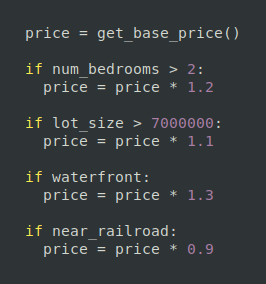 price = get_base_price()
if num_bedrooms > 2:
  price = price * 1.2
if lot_size > 7000000:
  price = price * 1.1
if waterfront:
  price = price * 1.3
if near_railroad:
  price = price * 0.9